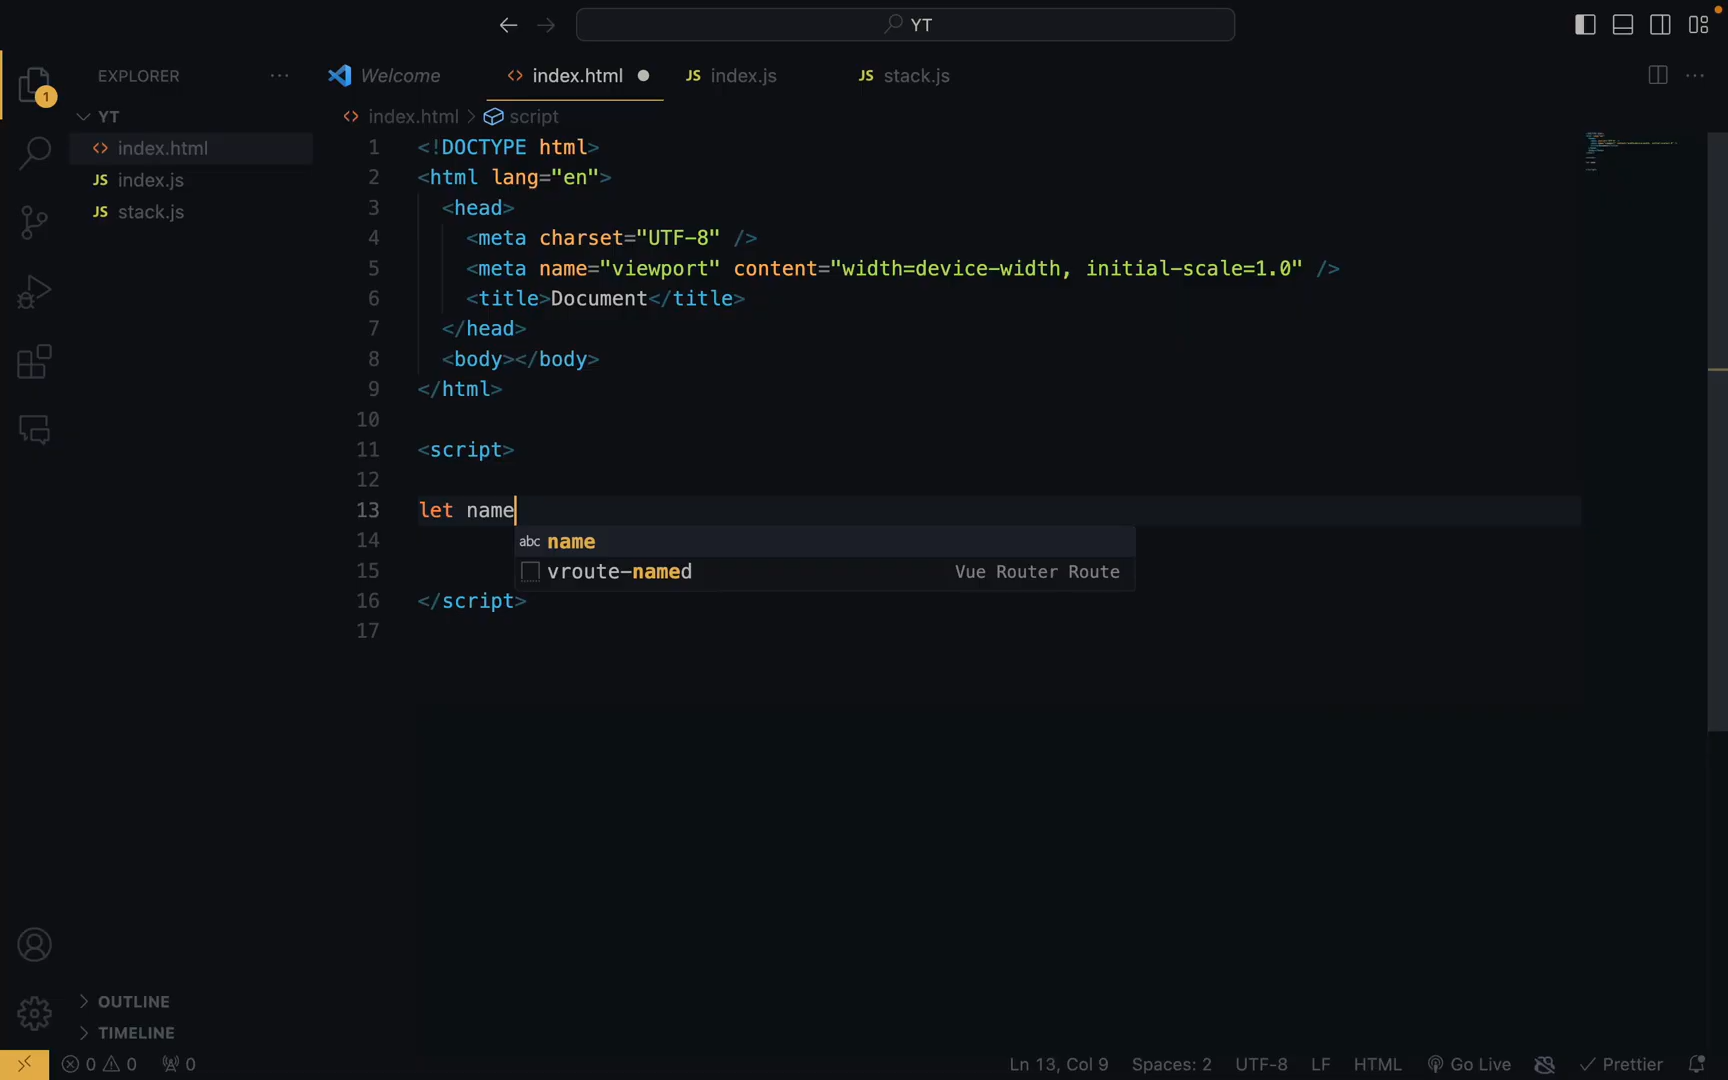 YT
EXPLORER
Welcome
index.html
JS index.js
JS stack.js
1
YT
index.html
JS index.js
JS stack.js
index.html > script
1 <!DOCTYPE html>
2 <html lang="en">
3 <head>
4 <meta charset="UTF-8" />
5 <meta name="viewport" content="width=device-width, initial-scale=1.0" />
6 <title>Document</title>
7 </head>
8 <body></body>
9 </html>
10
11 <script>
12
13 let name
14
15
16 </script>
17
abc name
vroute-named Vue Router Route
OUTLINE
TIMELINE
0 0 0
Ln 13, Col 9 Spaces: 2 UTF-8 LF HTML Go Live Prettier